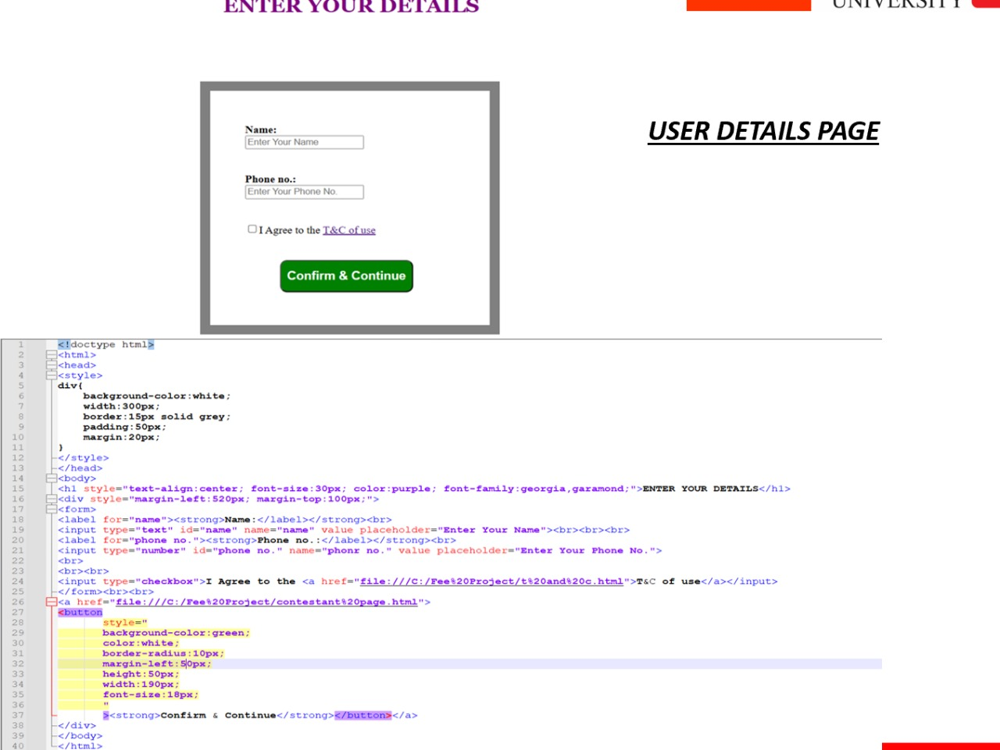 ENTER YOUR DETAILS
UNIVERSITY
USER DETAILS PAGE
Name:
Enter Your Name
Phone no.:
Enter Your Phone No.
I Agree to the T&C of use
Confirm & Continue
1 <!doctype html>
2 <html>
3 <head>
4 <style>
5 div{
6 background-color:white;
7 width:300px;
8 border:15px solid grey;
9 padding:50px;
10 margin:20px;
11 }
12 </style>
13 </head>
14 <body>
15 <h1 style="text-align:center; font-size:30px; color:purple; font-family:georgia,garamond;">ENTER YOUR DETAILS</h1>
16 <div style="margin-left:520px; margin-top:100px;">
17 <form>
18 <label for="name"><strong>Name:</label></strong><br>
19 <input type="text" id="name" name="name" value placeholder="Enter Your Name"><br><br><br>
20 <label for="phone no."><strong>Phone no.:</label></strong><br>
21 <input type="number" id="phone no." name="phonr no." value placeholder="Enter Your Phone No.">
22 <br>
23 <br><br>
24 <input type="checkbox">I Agree to the <a href="file:///C:/Fee%20Project/t%20and%20c.html">T&C of use</a></input>
25 </form><br><br>
26 <a href="file:///C:/Fee%20Project/contestant%20page.html">
27 <button
28 style="
29 background-color:green;
30 color:white;
31 border-radius:10px;
32 margin-left:50px;
33 height:50px;
34 width:190px;
35 font-size:18px;
36 "
37 ><strong>Confirm & Continue</strong></button></a>
38 </div>
39 </body>
40 </html>